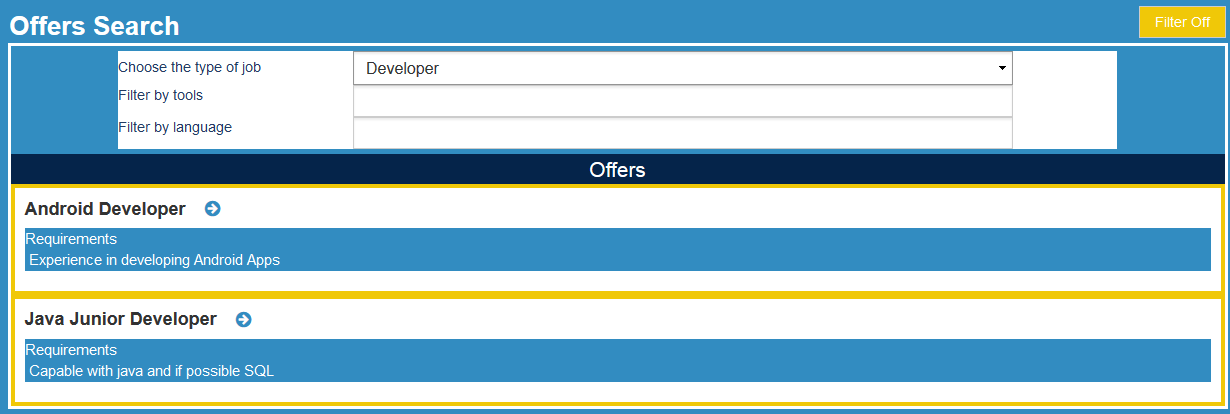 Offers Search
Filter Off
Choose the type of job
Developer
Filter by tools
Filter by language
Offers
Android Developer
Requirements
Experience in developing Android Apps
Java Junior Developer
Requirements
Capable with java and if possible SQL